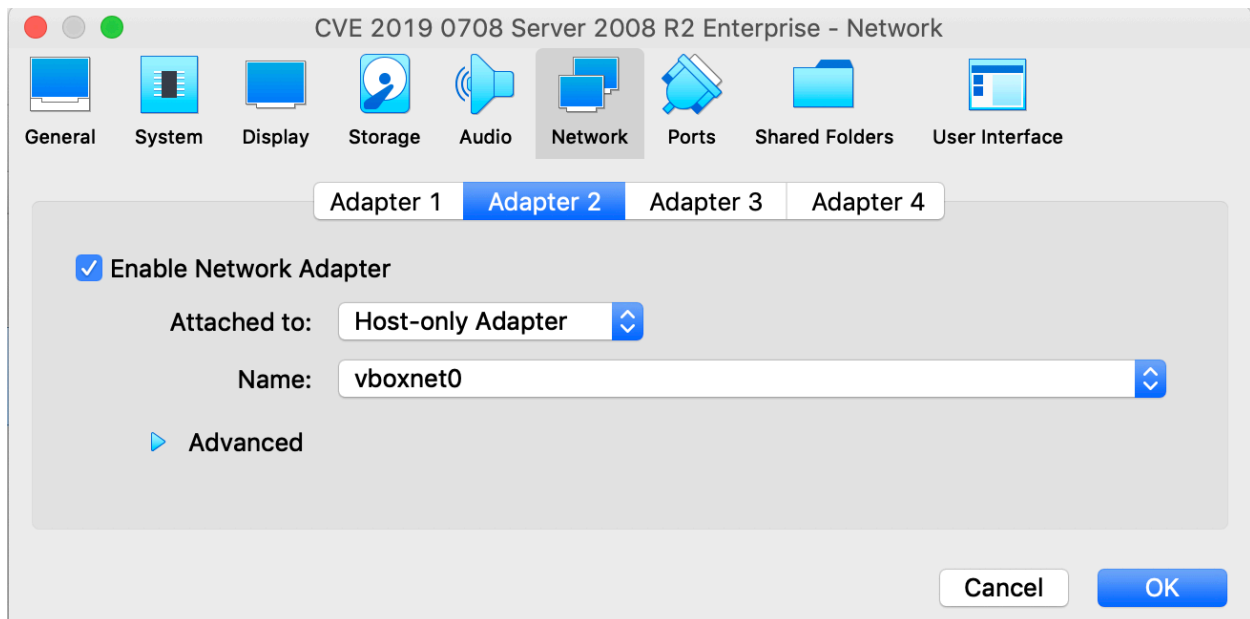 CVE 2019 0708 Server 2008 R2 Enterprise - Network
General System Display Storage Audio Network Ports Shared Folders User Interface
Adapter 1 Adapter 2 Adapter 3 Adapter 4
Enable Network Adapter
Attached to: Host-only Adapter
Name: vboxnet0
Advanced
Cancel OK